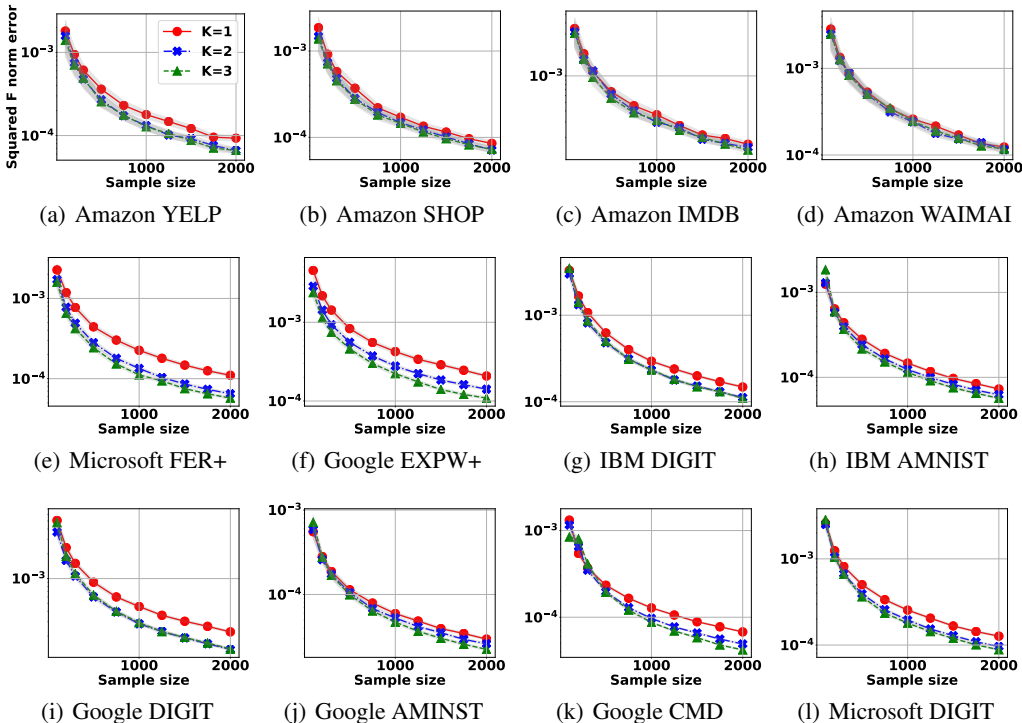 Squared F norm error
10⁻³
10⁻⁴
K=1
K=2
K=3
1000
2000
Sample size
(a) Amazon YELP
10⁻³
10⁻⁴
1000
2000
Sample size
(b) Amazon SHOP
10⁻³
1000
2000
Sample size
(c) Amazon IMDB
10⁻³
10⁻⁴
1000
2000
Sample size
(d) Amazon WAIMAI
10⁻³
10⁻⁴
1000
2000
Sample size
(e) Microsoft FER+
10⁻³
10⁻⁴
1000
2000
Sample size
(f) Google EXPW+
10⁻³
10⁻⁴
1000
2000
Sample size
(g) IBM DIGIT
10⁻³
10⁻⁴
1000
2000
Sample size
(h) IBM AMNIST
10⁻³
1000
2000
Sample size
(i) Google DIGIT
10⁻³
10⁻⁴
1000
2000
Sample size
(j) Google AMINST
10⁻³
10⁻⁴
1000
2000
Sample size
(k) Google CMD
10⁻³
10⁻⁴
1000
2000
Sample size
(l) Microsoft DIGIT